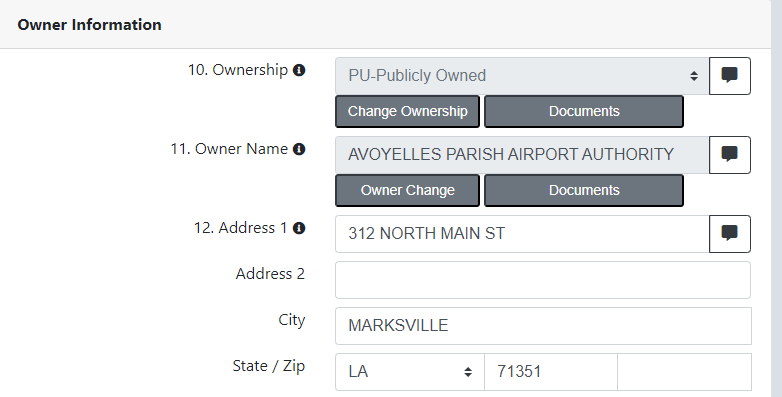 Owner Information
10. Ownership PU-Publicly Owned
Change Ownership Documents
11. Owner Name AVOYELLES PARISH AIRPORT AUTHORITY
Owner Change Documents
12. Address 1 312 NORTH MAIN ST
Address 2
City MARKSVILLE
State / Zip LA 71351